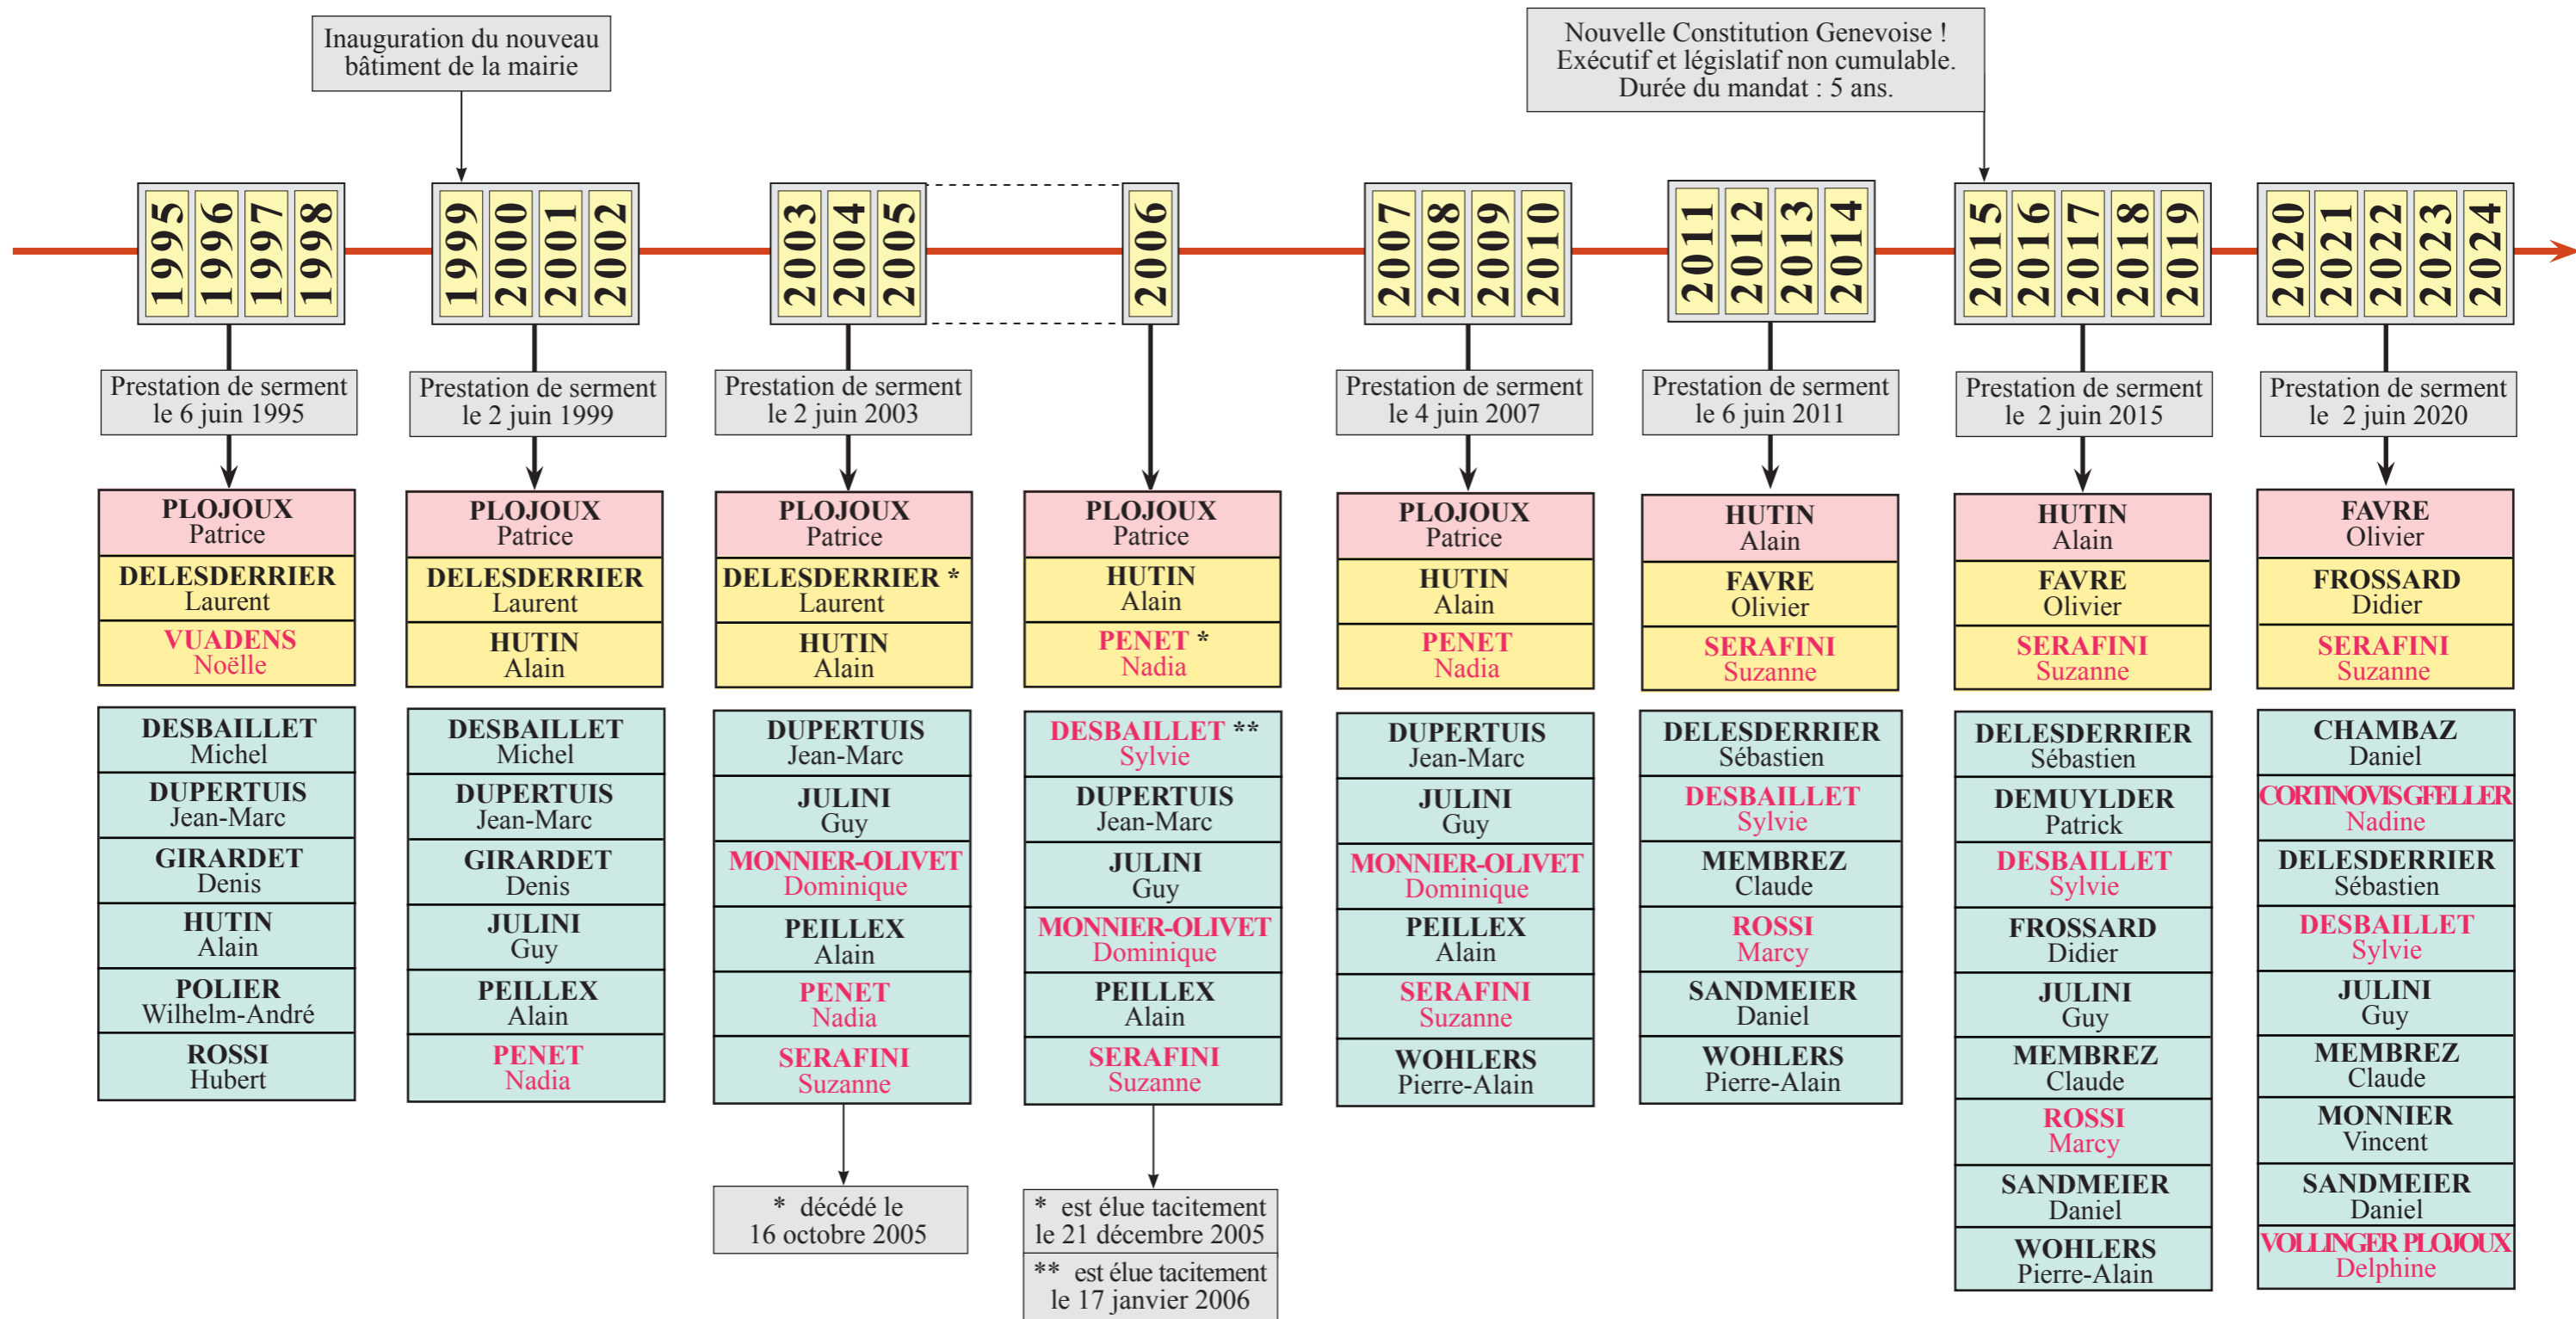 Inauguration du nouveau
bâtiment de la mairie
Nouvelle Constitution Genevoise !
Exécutif et législatif non cumulable.
Durée du mandat : 5 ans.
1995
1996
1997
1998
1999
2000
2001
2002
2003
2004
2005
2006
2007
2008
2009
2010
2011
2012
2013
2014
2015
2016
2017
2018
2019
2020
2021
2022
2023
2024
Prestation de serment
le 6 juin 1995
PLOJOUX
Patrice
DELESDERRIER
Laurent
VUADENS
Noëlle
DESBAILLET
Michel
DUPERTUIS
Jean-Marc
GIRARDET
Denis
HUTIN
Alain
POLIER
Wilhelm-André
ROSSI
Hubert
Prestation de serment
le 2 juin 1999
PLOJOUX
Patrice
DELESDERRIER
Laurent
HUTIN
Alain
DESBAILLET
Michel
DUPERTUIS
Jean-Marc
GIRARDET
Denis
JULINI
Guy
PEILLEX
Alain
PENET
Nadia
Prestation de serment
le 2 juin 2003
PLOJOUX
Patrice
DELESDERRIER *
Laurent
HUTIN
Alain
DUPERTUIS
Jean-Marc
JULINI
Guy
MONNIER-OLIVET
Dominique
PEILLEX
Alain
PENET
Nadia
SERAFINI
Suzanne
* décédé le
16 octobre 2005
PLOJOUX
Patrice
HUTIN
Alain
PENET *
Nadia
DESBAILLET **
Sylvie
DUPERTUIS
Jean-Marc
JULINI
Guy
MONNIER-OLIVET
Dominique
PEILLEX
Alain
SERAFINI
Suzanne
* est élue tacitement
le 21 décembre 2005
** est élue tacitement
le 17 janvier 2006
Prestation de serment
le 4 juin 2007
PLOJOUX
Patrice
HUTIN
Alain
PENET
Nadia
DUPERTUIS
Jean-Marc
JULINI
Guy
MONNIER-OLIVET
Dominique
PEILLEX
Alain
SERAFINI
Suzanne
WOHLERS
Pierre-Alain
Prestation de serment
le 6 juin 2011
HUTIN
Alain
FAVRE
Olivier
SERAFINI
Suzanne
DELESDERRIER
Sébastien
DESBAILLET
Sylvie
MEMBREZ
Claude
ROSSI
Marcy
SANDMEIER
Daniel
WOHLERS
Pierre-Alain
Prestation de serment
le 2 juin 2015
HUTIN
Alain
FAVRE
Olivier
SERAFINI
Suzanne
DELESDERRIER
Sébastien
DEMUYLDER
Patrick
DESBAILLET
Sylvie
FROSSARD
Didier
JULINI
Guy
MEMBREZ
Claude
ROSSI
Marcy
SANDMEIER
Daniel
WOHLERS
Pierre-Alain
Prestation de serment
le 2 juin 2020
FAVRE
Olivier
FROSSARD
Didier
SERAFINI
Suzanne
CHAMBAZ
Daniel
CORTINOVIS GFELLER
Nadine
DELESDERRIER
Sébastien
DESBAILLET
Sylvie
JULINI
Guy
MEMBREZ
Claude
MONNIER
Vincent
SANDMEIER
Daniel
VOLLINGER PLOJOUX
Delphine